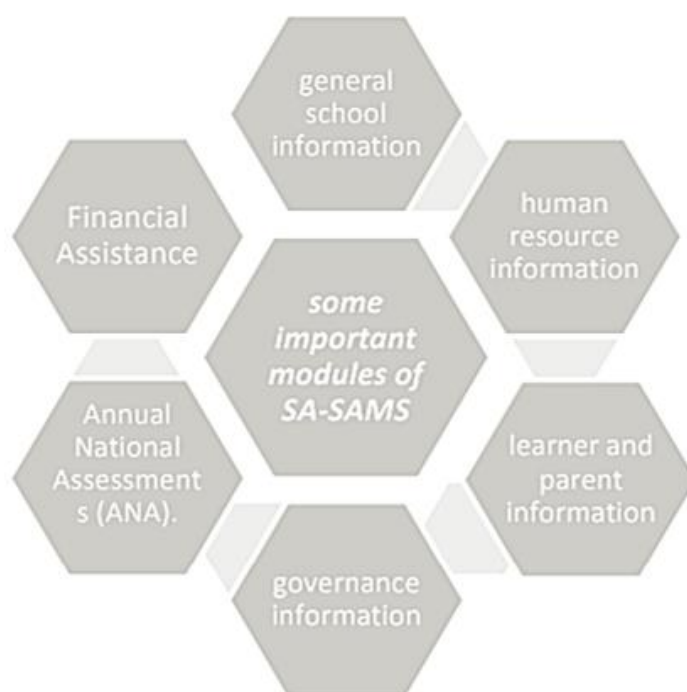 general
school
information
human
resource
information
learner and
parent
information
governance
information
Annual
National
Assessment
s (ANA).
Financial
Assistance
some
important
modules of
SA-SAMS